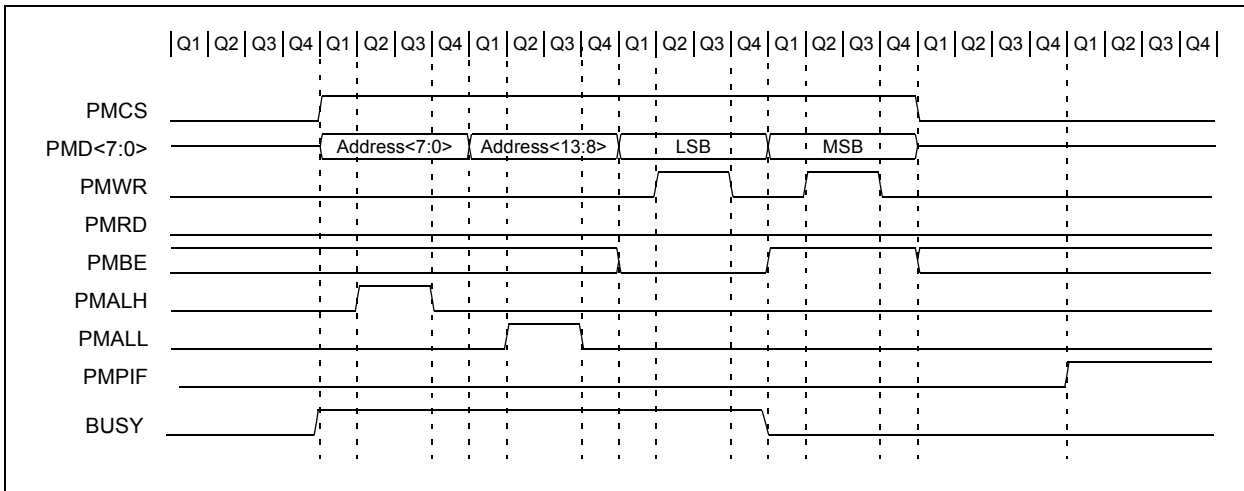 Q1 Q2 Q3 Q4 Q1 Q2 Q3 Q4 Q1 Q2 Q3 Q4 Q1 Q2 Q3 Q4 Q1 Q2 Q3 Q4 Q1 Q2 Q3 Q4 Q1 Q2 Q3 Q4
PMCS
PMD<7:0> Address<7:0> Address<13:8> LSB MSB
PMWR
PMRD
PMBE
PMALH
PMALL
PMPIF
BUSY